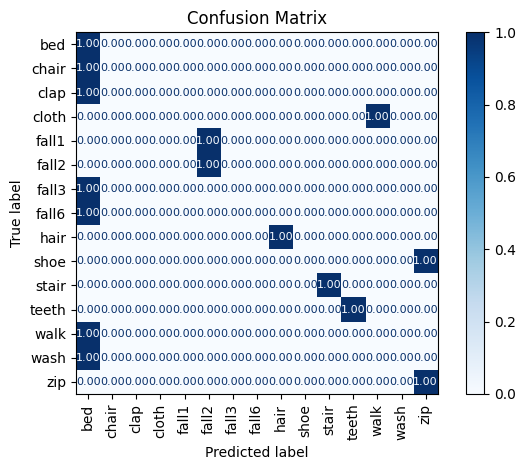 Confusion Matrix
bed 1.00 0.00 0.00 0.00 0.00 0.00 0.00 0.00 0.00 0.00 0.00 0.00 0.00 0.00 0.00
chair 1.00 0.00 0.00 0.00 0.00 0.00 0.00 0.00 0.00 0.00 0.00 0.00 0.00 0.00 0.00
clap 1.00 0.00 0.00 0.00 0.00 0.00 0.00 0.00 0.00 0.00 0.00 0.00 0.00 0.00 0.00
cloth 0.00 0.00 0.00 0.00 0.00 0.00 0.00 0.00 0.00 0.00 0.00 0.00 1.00 0.00 0.00
fall1 0.00 0.00 0.00 0.00 0.00 1.00 0.00 0.00 0.00 0.00 0.00 0.00 0.00 0.00 0.00
fall2 0.00 0.00 0.00 0.00 0.00 1.00 0.00 0.00 0.00 0.00 0.00 0.00 0.00 0.00 0.00
fall3 1.00 0.00 0.00 0.00 0.00 0.00 0.00 0.00 0.00 0.00 0.00 0.00 0.00 0.00 0.00
fall6 1.00 0.00 0.00 0.00 0.00 0.00 0.00 0.00 0.00 0.00 0.00 0.00 0.00 0.00 0.00
hair 0.00 0.00 0.00 0.00 0.00 0.00 0.00 0.00 1.00 0.00 0.00 0.00 0.00 0.00 0.00
shoe 0.00 0.00 0.00 0.00 0.00 0.00 0.00 0.00 0.00 0.00 0.00 0.00 0.00 0.00 1.00
stair 0.00 0.00 0.00 0.00 0.00 0.00 0.00 0.00 0.00 0.00 1.00 0.00 0.00 0.00 0.00
teeth 0.00 0.00 0.00 0.00 0.00 0.00 0.00 0.00 0.00 0.00 0.00 1.00 0.00 0.00 0.00
walk 1.00 0.00 0.00 0.00 0.00 0.00 0.00 0.00 0.00 0.00 0.00 0.00 0.00 0.00 0.00
wash 1.00 0.00 0.00 0.00 0.00 0.00 0.00 0.00 0.00 0.00 0.00 0.00 0.00 0.00 0.00
zip 0.00 0.00 0.00 0.00 0.00 0.00 0.00 0.00 0.00 0.00 0.00 0.00 0.00 0.00 1.00
True label
bed chair clap cloth fall1 fall2 fall3 fall6 hair shoe stair teeth walk wash zip
Predicted label
1.0
0.8
0.6
0.4
0.2
0.0